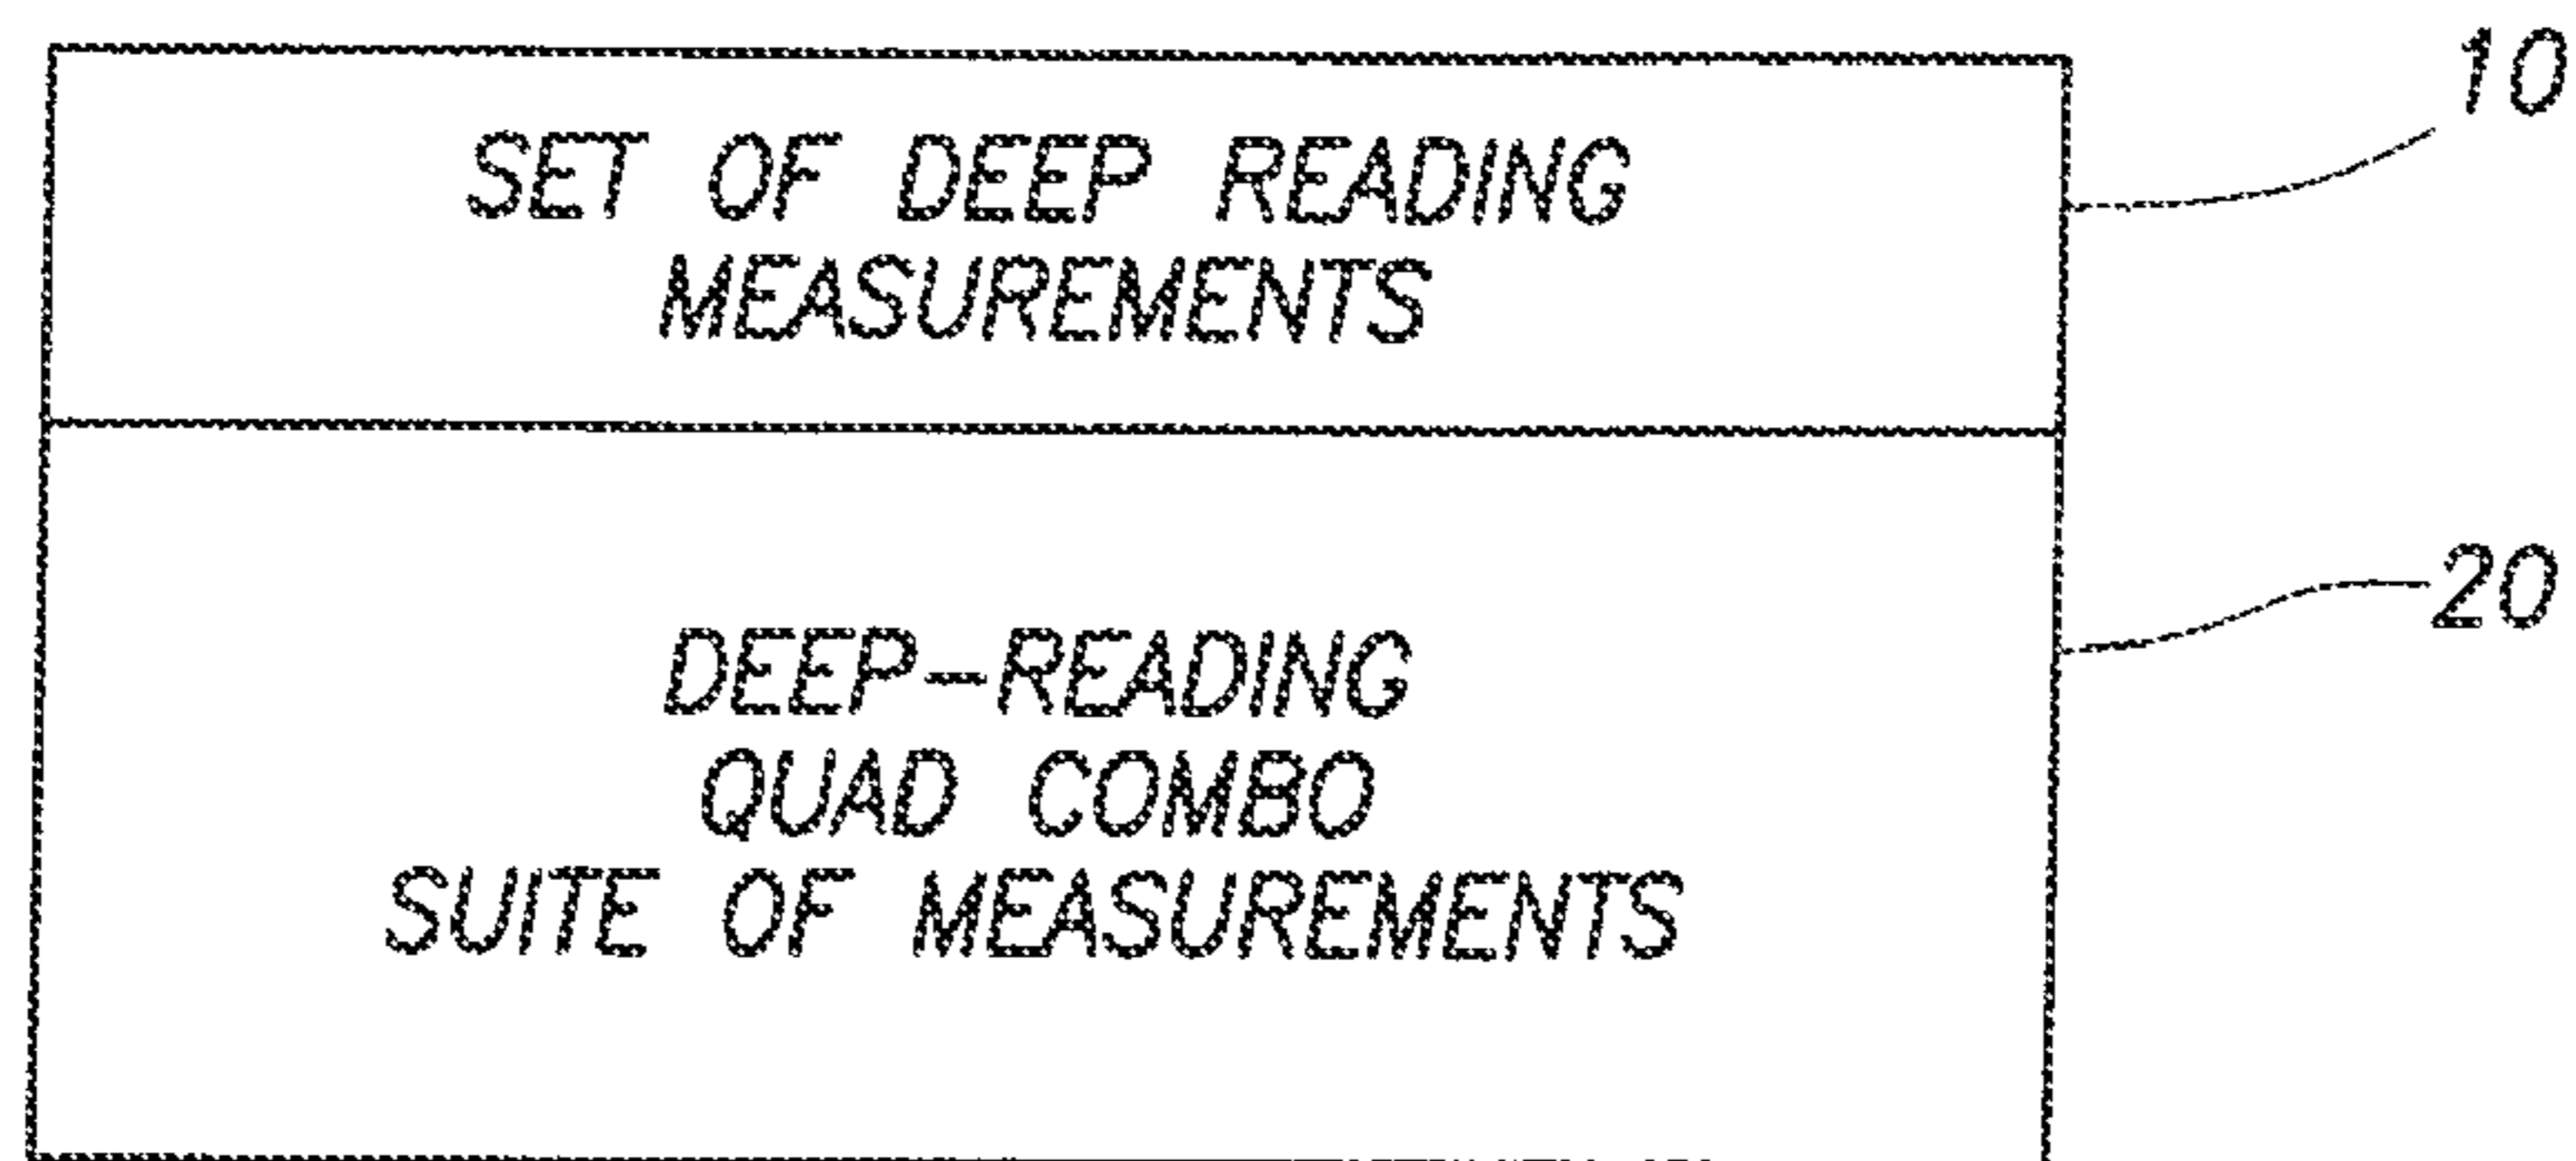 SET OF DEEP READING
MEASUREMENTS
10
DEEP-READING
QUAD COMBO
SUITE OF MEASUREMENTS
20